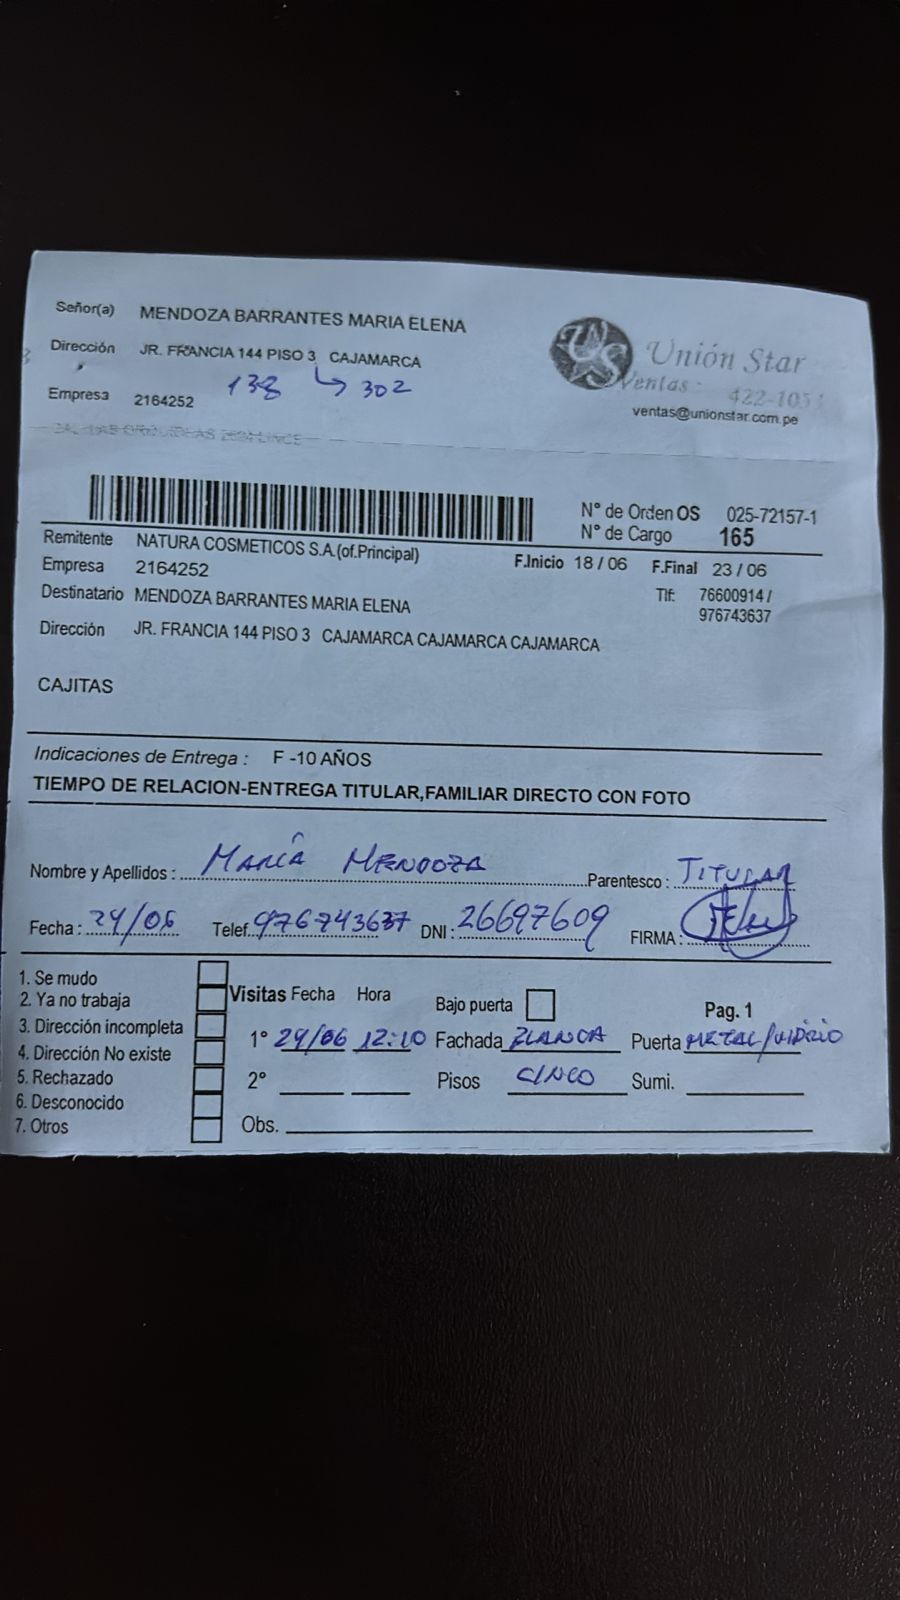 Señor(a) MENDOZA BARRANTES MARIA ELENA
Dirección JR. FRANCIA 144 PISO 3 CAJAMARCA
138 302
Empresa 2164252
Unión Star
Ventas: 422-105
ventas@unionstar.com.pe
N° de Orden OS 025-72157-1
N° de Cargo 165
Remitente NATURA COSMETICOS S.A.(of.Principal)
Empresa 2164252 F.Inicio 18 / 06 F.Final 23 / 06
Destinatario MENDOZA BARRANTES MARIA ELENA Tlf: 76600914 /
976743637
Dirección JR. FRANCIA 144 PISO 3 CAJAMARCA CAJAMARCA CAJAMARCA
CAJITAS
Indicaciones de Entrega : F -10 AÑOS
TIEMPO DE RELACION-ENTREGA TITULAR,FAMILIAR DIRECTO CON FOTO
Nombre y Apellidos : MARÍA MENDOZA Parentesco : TITULAR
Fecha : 24/06 Telef. 976743637 DNI : 26697609 FIRMA :
1. Se mudo
2. Ya no trabaja Visitas Fecha Hora Bajo puerta Pag. 1
3. Dirección incompleta 1° 24/06 12:10 Fachada BLANCA Puerta METAL/VIDRIO
4. Dirección No existe
5. Rechazado 2° Pisos CINCO Sumi.
6. Desconocido
7. Otros Obs.